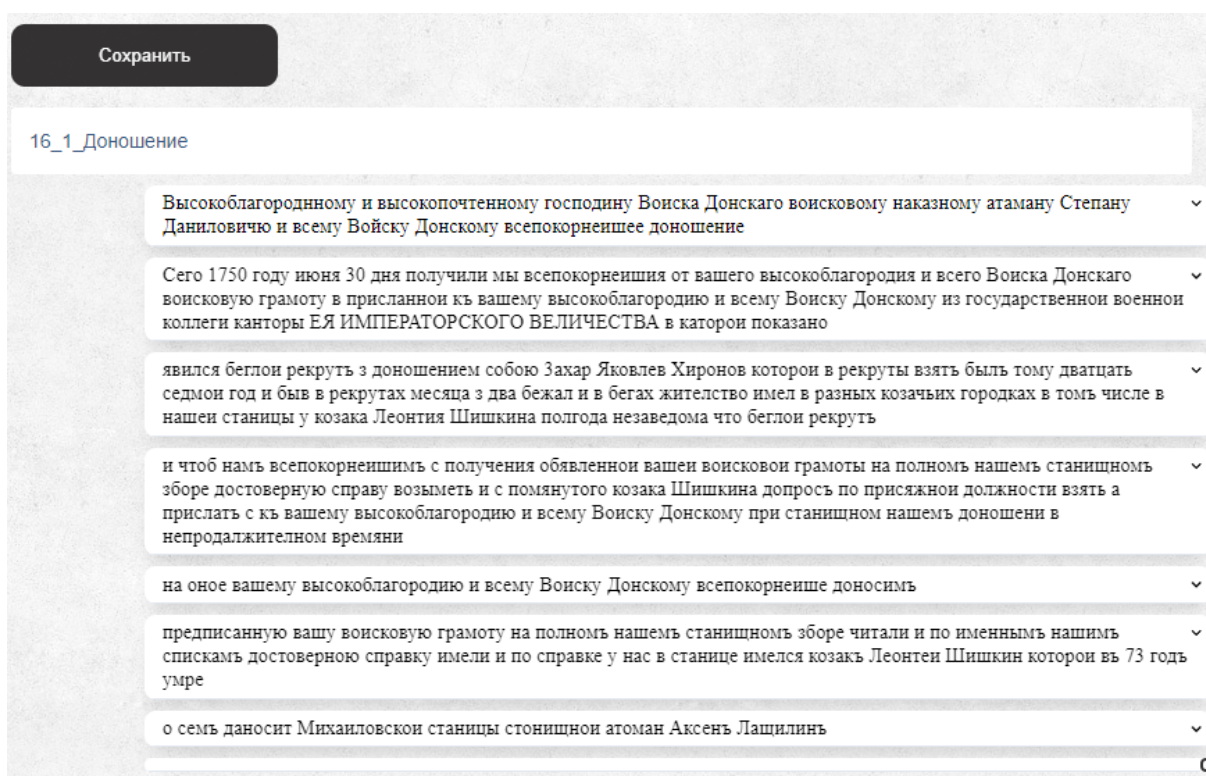 Сохранить
16_1_Доношение
Высокоблагороднному и высокопочтенному господину Воиска Донскаго воисковому наказному атаману Степану
Даниловичю и всему Войску Донскому всепокорнеишее доношение
Сего 1750 году июня 30 дня получили мы всепокорнеишия от вашего высокоблагородия и всего Воиска Донскаго
воисковую грамоту в присланнои къ вашему высокоблагородию и всему Воиску Донскому из государственнои военнои
коллеги канторы ЕЯ ИМПЕРАТОРСКОГО ВЕЛИЧЕСТВА в каторои показано
явился беглои рекрутъ з доношением собою Захар Яковлев Хиронов которои в рекруты взятъ былъ тому дватцать
седмои год и быв в рекрутах месяца з два бежал и в бегах жителство имел в разных козачьих городках в томъ числе в
нашеи станицы у козака Леонтия Шишкина полгода незаведома что беглои рекрутъ
и чтоб намъ всепокорнеишимъ с получения обявленнои вашеи воисковои грамоты на полномъ нашемъ станищномъ
зборе достоверную справу возыметь и с помянутого козака Шишкина допросъ по присяжнои должности взять а
прислать с къ вашему высокоблагородию и всему Воиску Донскому при станищном нашемъ доношени в
непродалжителном времяни
на оное вашему высокоблагородию и всему Воиску Донскому всепокорнеише доносимъ
предписанную вашу воисковую грамоту на полномъ нашемъ станищномъ зборе читали и по именнымъ нашимъ
спискамъ достоверною справку имели и по справке у нас в станице имелся козакъ Леонтеи Шишкин которои въ 73 годъ
умре
о семъ даносит Михаиловскои станицы стонищнои атоман Аксенъ Лащилинъ